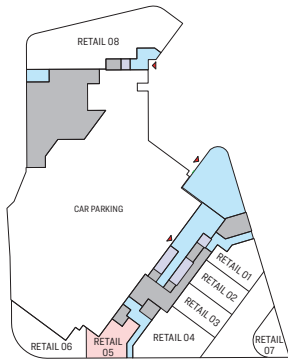 RETAIL 08
CAR PARKING
RETAIL 01
RETAIL 02
RETAIL 03
RETAIL 04
RETAIL
05
RETAIL 06
RETAIL
07